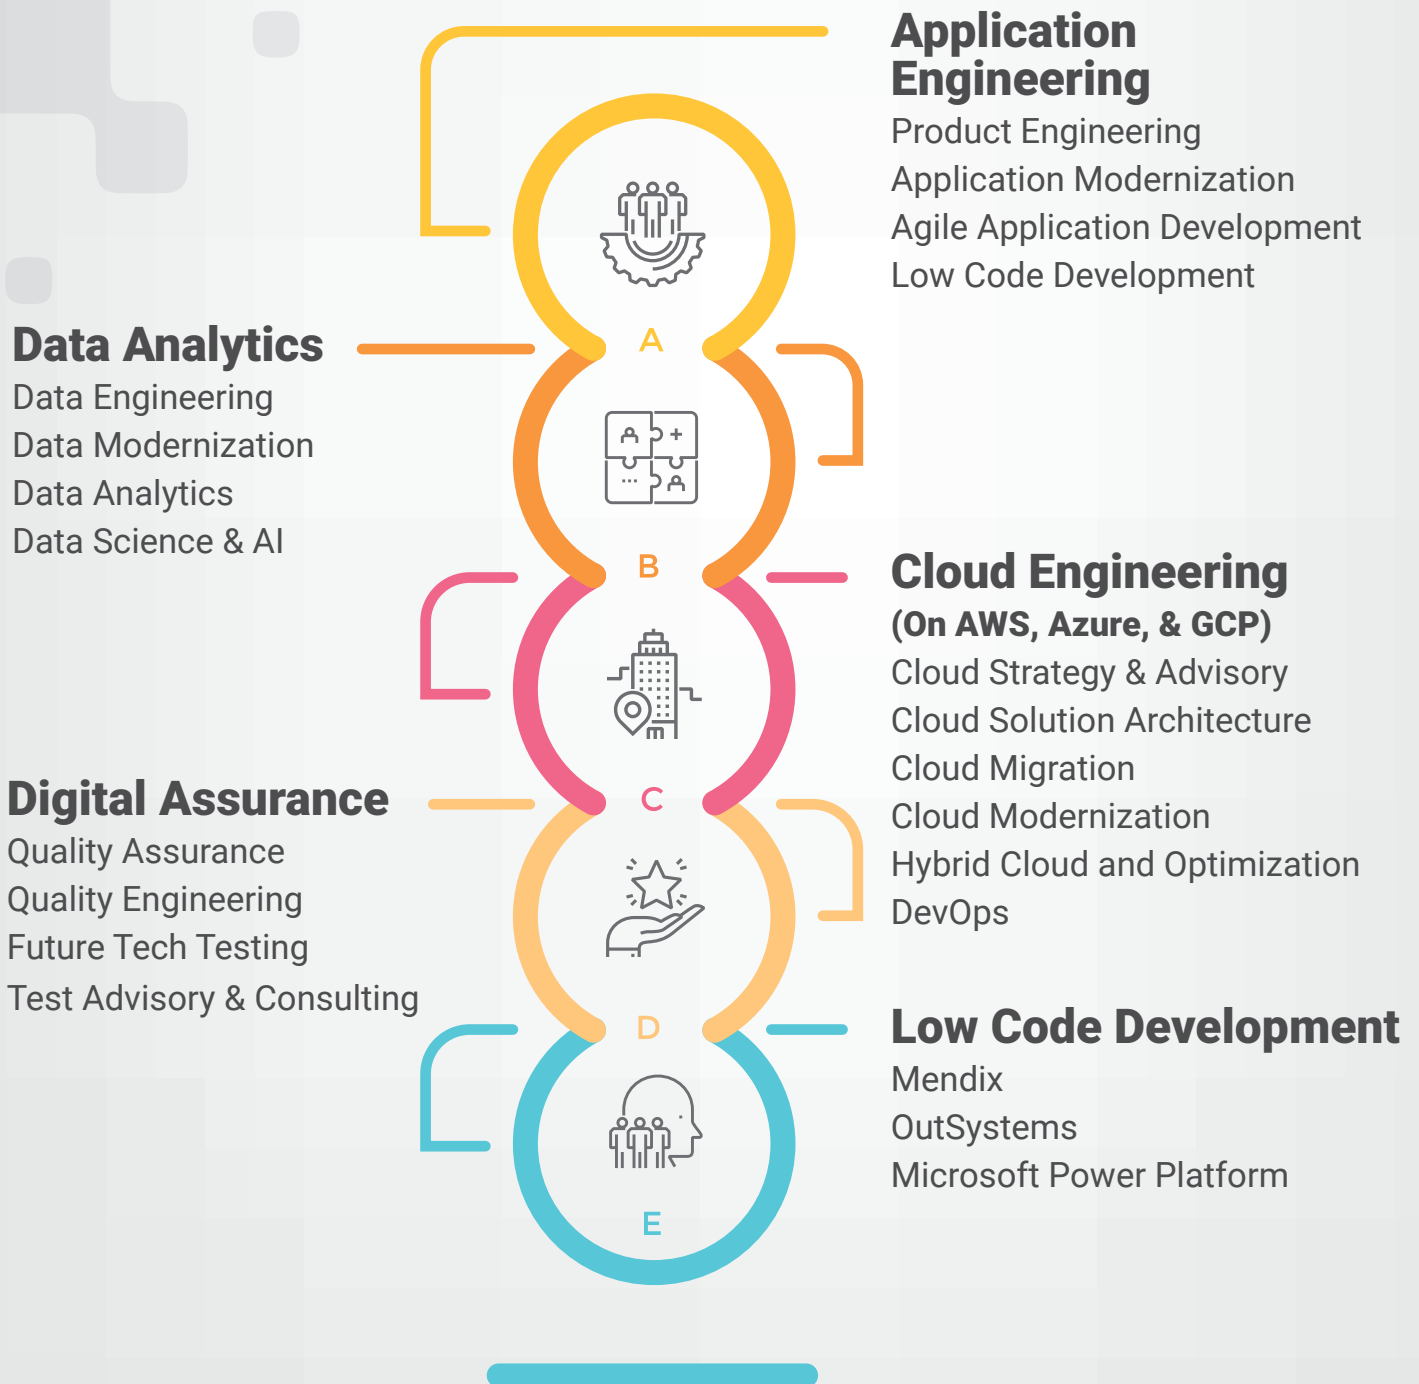 Application
Engineering
Product Engineering
Application Modernization
Agile Application Development
Low Code Development
A
Data Analytics
Data Engineering
Data Modernization
Data Analytics
Data Science & AI
B
Cloud Engineering
(On AWS, Azure, & GCP)
Cloud Strategy & Advisory
Cloud Solution Architecture
Cloud Migration
Cloud Modernization
Hybrid Cloud and Optimization
DevOps
C
Digital Assurance
Quality Assurance
Quality Engineering
Future Tech Testing
Test Advisory & Consulting
D
Low Code Development
Mendix
OutSystems
Microsoft Power Platform
E